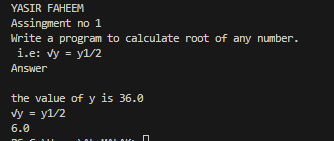 YASIR FAHEEM
Assingment no 1
Write a program to calculate root of any number.
i.e: √y = y1/2
Answer
the value of y is 36.0
√y = y1/2
6.0